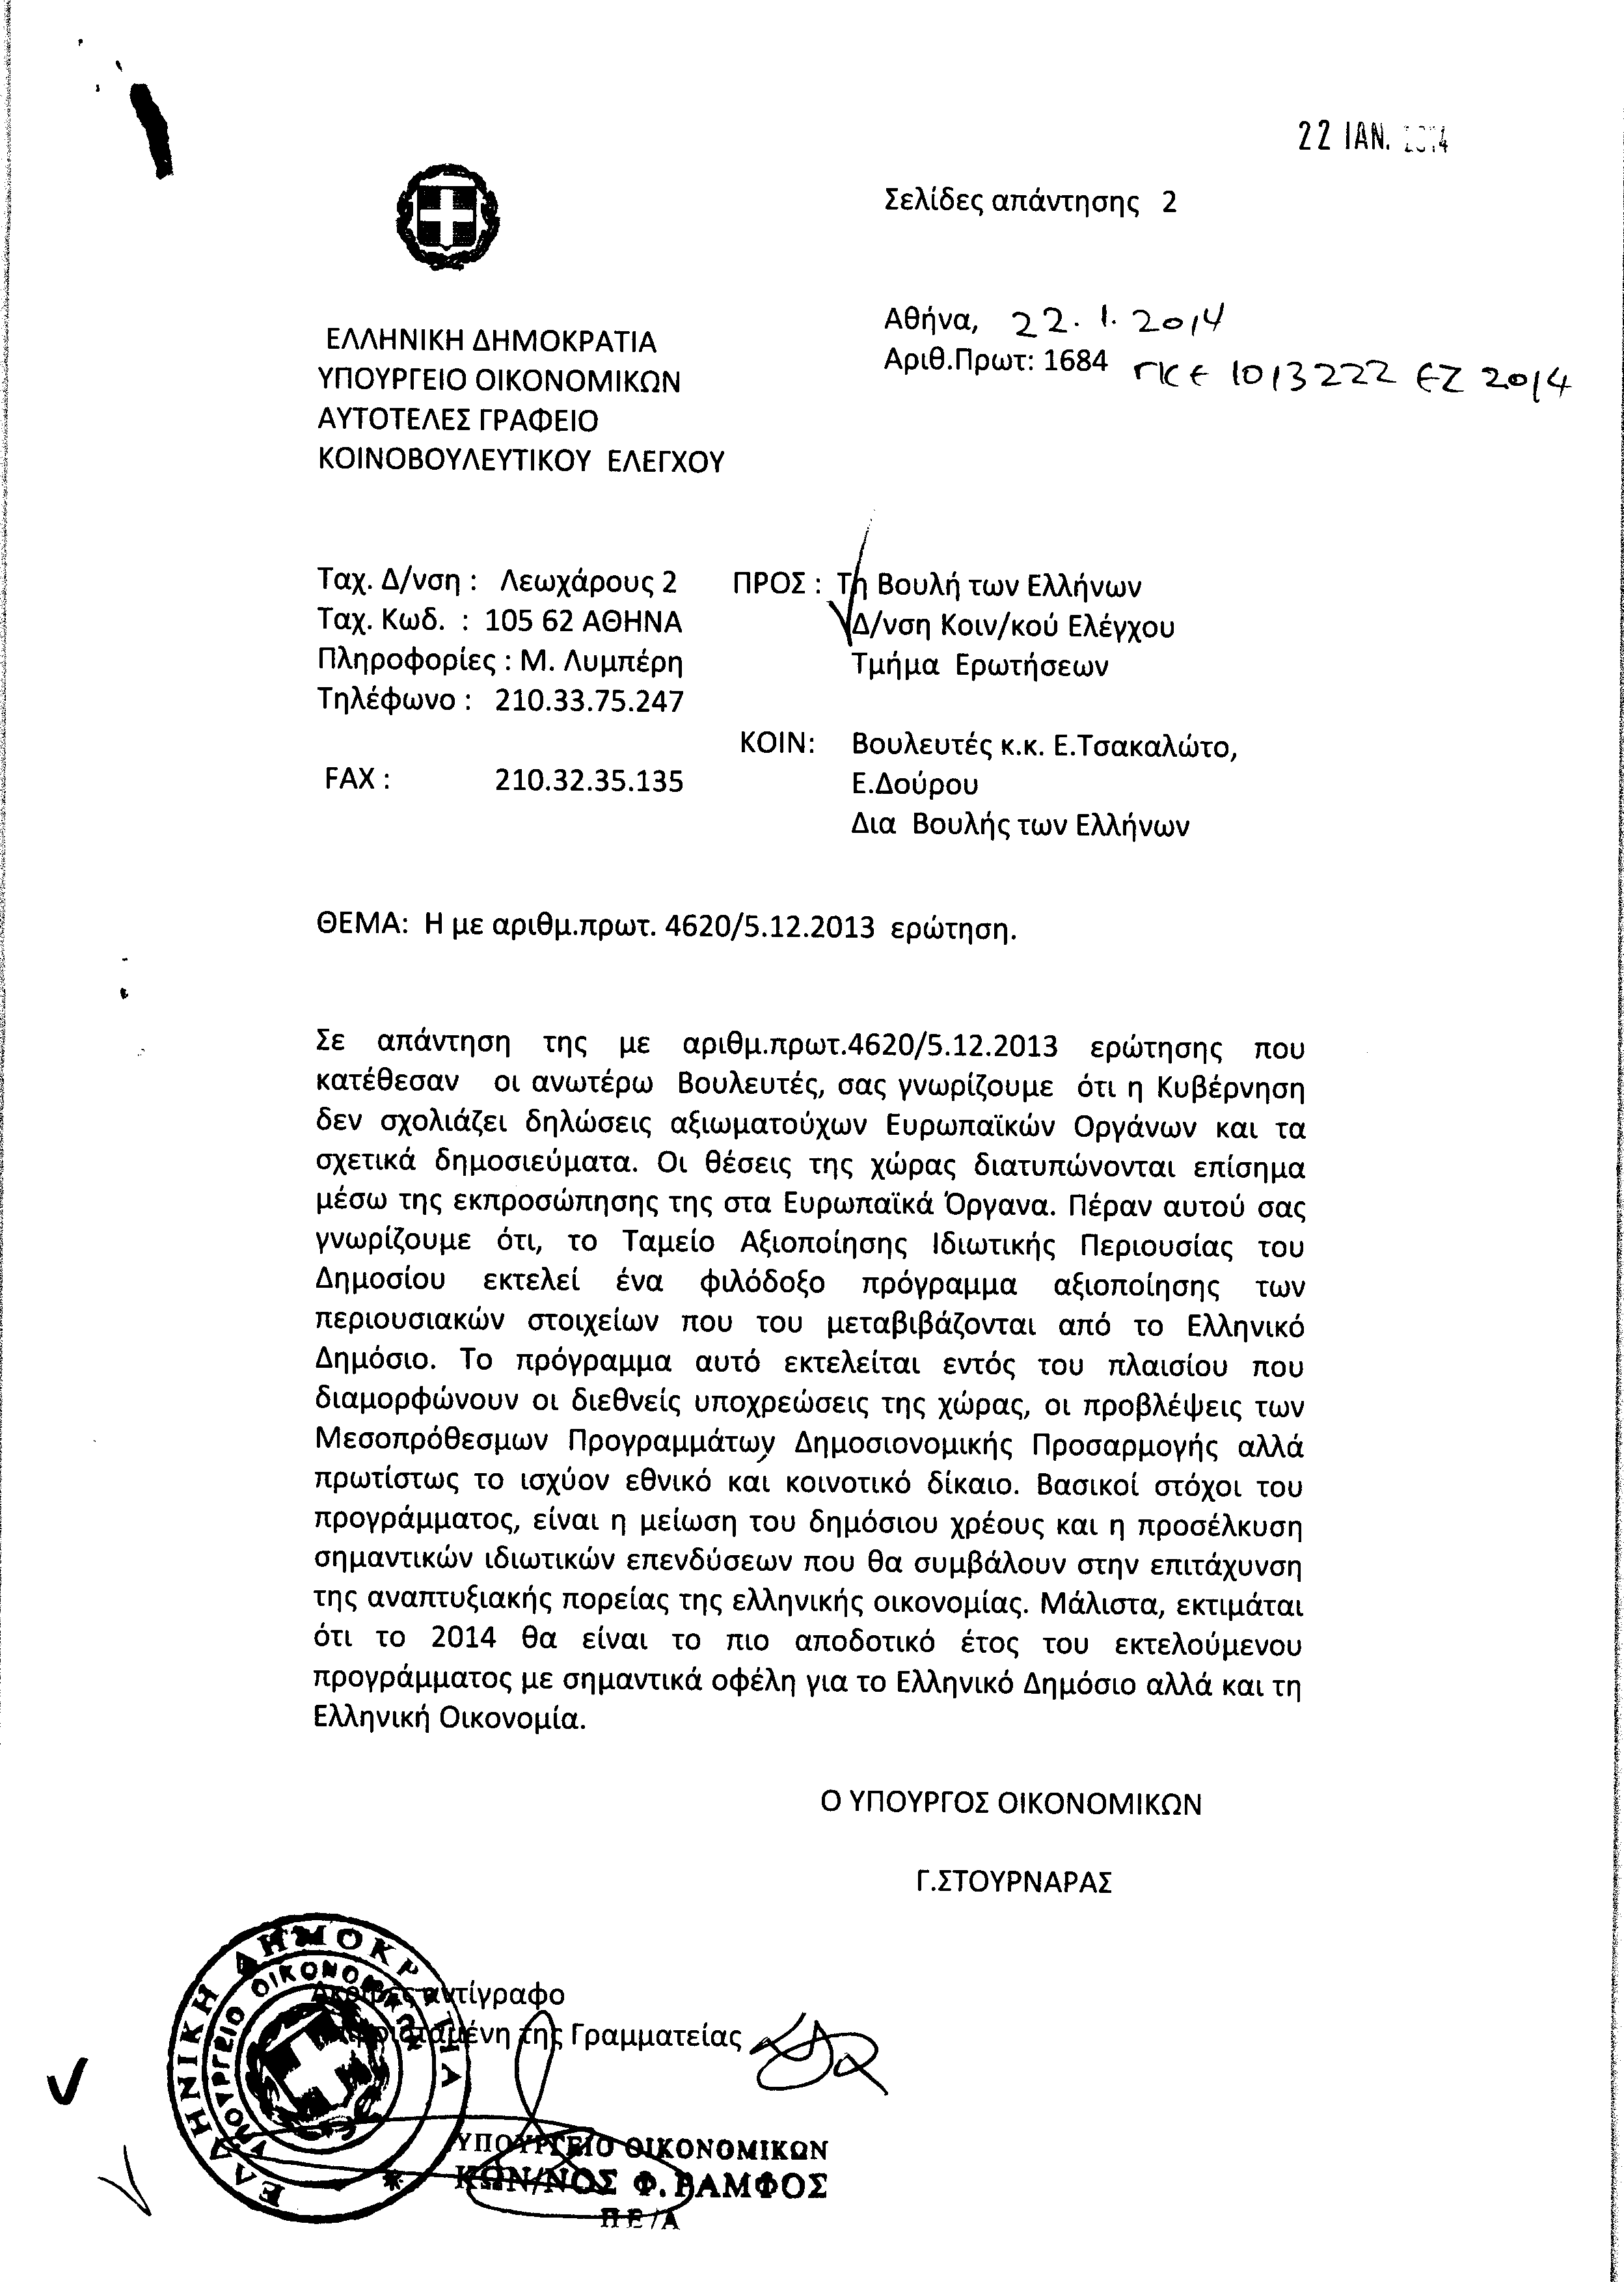 22 ΙΑΝ.
Σελίδες απάντησης 2
Αθήνα, 22. 1. 2014
Αριθ.Πρωτ: 1684 ΓΚΕ 1013222 ΕΞ 2014
ΕΛΛΗΝΙΚΗ ΔΗΜΟΚΡΑΤΙΑ
ΥΠΟΥΡΓΕΙΟ ΟΙΚΟΝΟΜΙΚΩΝ
ΑΥΤΟΤΕΛΕΣ ΓΡΑΦΕΙΟ
ΚΟΙΝΟΒΟΥΛΕΥΤΙΚΟΥ ΕΛΕΓΧΟΥ
Ταχ. Δ/νση : Λεωχάρους 2
Ταχ. Κωδ. : 105 62 ΑΘΗΝΑ
Πληροφορίες : Μ. Λυμπέρη
Τηλέφωνο : 210.33.75.247
FAX : 210.32.35.135
ΠΡΟΣ : Τη Βουλή των Ελλήνων
Δ/νση Κοιν/κού Ελέγχου
Τμήμα Ερωτήσεων
ΚΟΙΝ: Βουλευτές κ.κ. Ε.Τσακαλώτο,
Ε.Δούρου
Δια Βουλής των Ελλήνων
ΘΕΜΑ: Η με αριθμ.πρωτ. 4620/5.12.2013 ερώτηση.
Σε απάντηση της με αριθμ.πρωτ.4620/5.12.2013 ερώτησης που
κατέθεσαν οι ανωτέρω Βουλευτές, σας γνωρίζουμε ότι η Κυβέρνηση
δεν σχολιάζει δηλώσεις αξιωματούχων Ευρωπαϊκών Οργάνων και τα
σχετικά δημοσιεύματα. Οι θέσεις της χώρας διατυπώνονται επίσημα
μέσω της εκπροσώπησης της στα Ευρωπαϊκά Όργανα. Πέραν αυτού σας
γνωρίζουμε ότι, το Ταμείο Αξιοποίησης Ιδιωτικής Περιουσίας του
Δημοσίου εκτελεί ένα φιλόδοξο πρόγραμμα αξιοποίησης των
περιουσιακών στοιχείων που του μεταβιβάζονται από το Ελληνικό
Δημόσιο. Το πρόγραμμα αυτό εκτελείται εντός του πλαισίου που
διαμορφώνουν οι διεθνείς υποχρεώσεις της χώρας, οι προβλέψεις των
Μεσοπρόθεσμων Προγραμμάτων Δημοσιονομικής Προσαρμογής αλλά
πρωτίστως το ισχύον εθνικό και κοινοτικό δίκαιο. Βασικοί στόχοι του
προγράμματος, είναι η μείωση του δημόσιου χρέους και η προσέλκυση
σημαντικών ιδιωτικών επενδύσεων που θα συμβάλουν στην επιτάχυνση
της αναπτυξιακής πορείας της ελληνικής οικονομίας. Μάλιστα, εκτιμάται
ότι το 2014 θα είναι το πιο αποδοτικό έτος του εκτελούμενου
προγράμματος με σημαντικά οφέλη για το Ελληνικό Δημόσιο αλλά και τη
Ελληνική Οικονομία.
Ο ΥΠΟΥΡΓΟΣ ΟΙΚΟΝΟΜΙΚΩΝ
Γ.ΣΤΟΥΡΝΑΡΑΣ
ΕΛΛΗΝΙΚΗ ΔΗΜΟΚΡΑΤΙΑ
ΥΠΟΥΡΓΕΙΟ ΟΙΚΟΝΟΜΙΚΩΝ
Ακριβές αντίγραφο
της Γραμματείας
ΥΠΟΥΡΓΕΙΟ ΟΙΚΟΝΟΜΙΚΩΝ
ΚΩΝ/ΝΟΣ Φ. ΡΑΜΦΟΣ
ΠΕ/Α